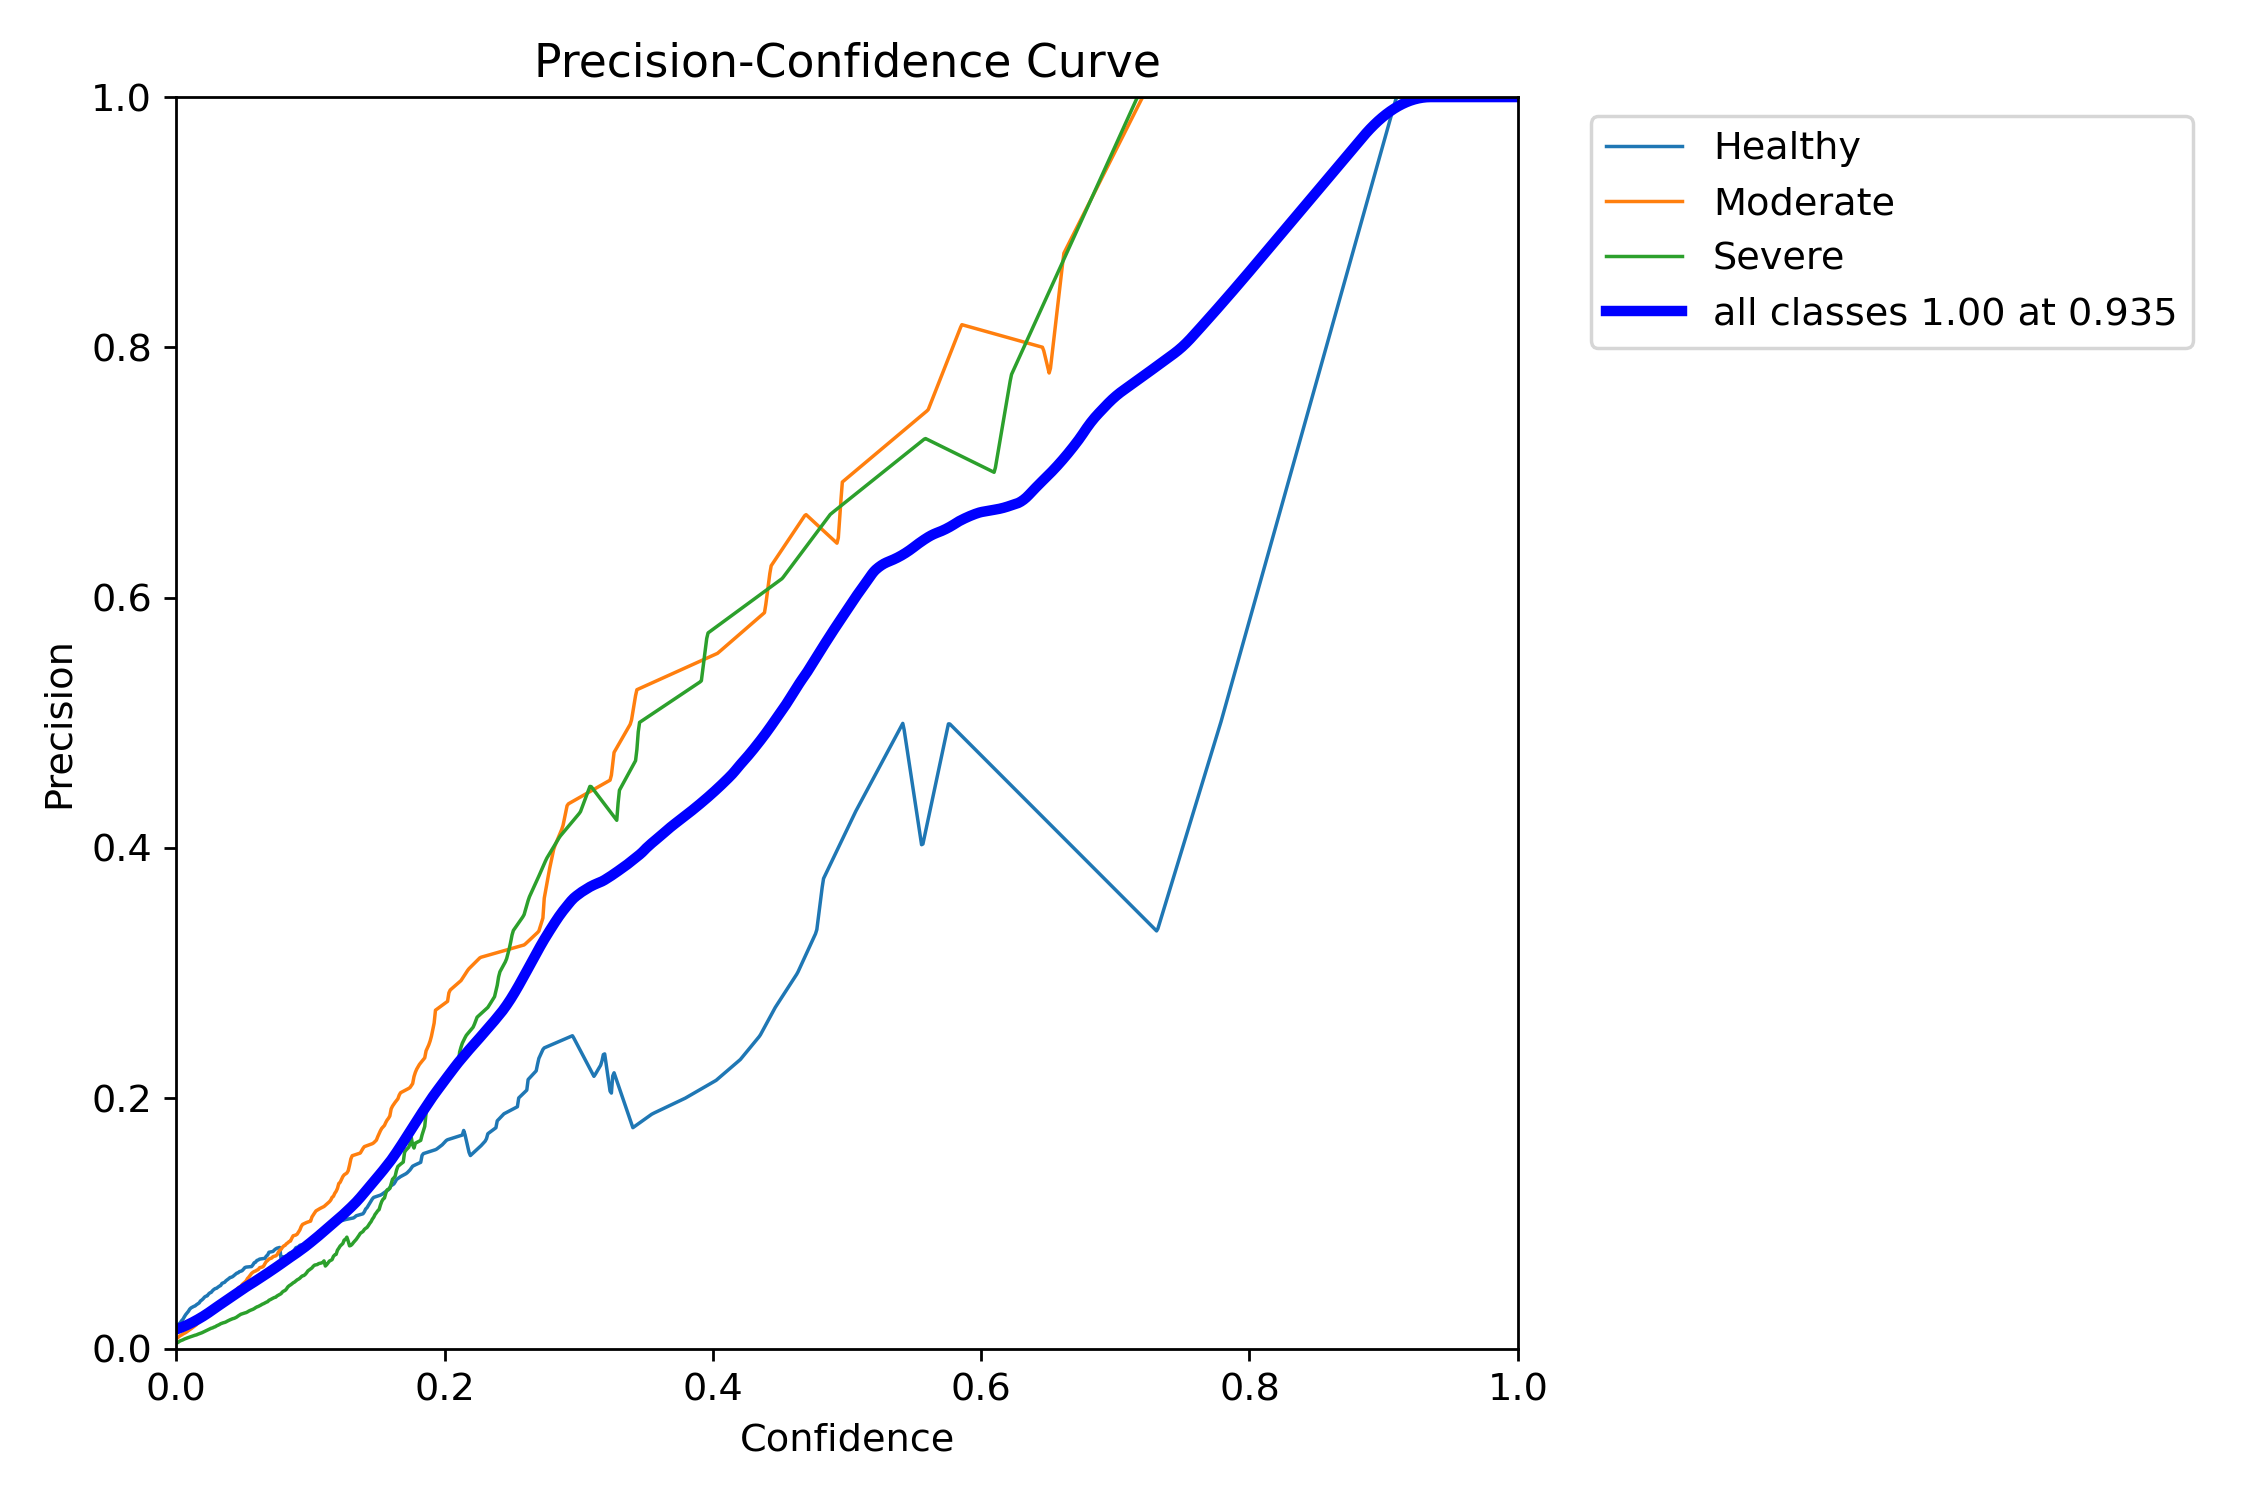 Precision-Confidence Curve
1.0
0.8
0.6
0.4
0.2
0.0
Precision
0.0 0.2 0.4 0.6 0.8 1.0
Confidence
Healthy
Moderate
Severe
all classes 1.00 at 0.935